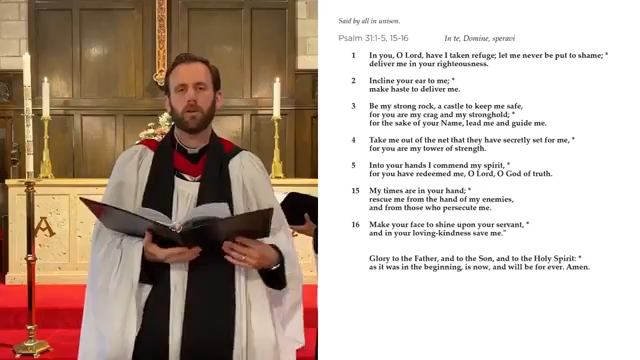 Said by all in unison.
Psalm 31:1-5, 15-16 In te, Domine, speravi
1 In you, O Lord, have I taken refuge; let me never be put to shame; *
deliver me in your righteousness.
2 Incline your ear to me; *
make haste to deliver me.
3 Be my strong rock, a castle to keep me safe,
for you are my crag and my stronghold; *
for the sake of your Name, lead me and guide me.
4 Take me out of the net that they have secretly set for me, *
for you are my tower of strength.
5 Into your hands I commend my spirit, *
for you have redeemed me, O Lord, O God of truth.
15 My times are in your hand; *
rescue me from the hand of my enemies,
and from those who persecute me.
16 Make your face to shine upon your servant, *
and in your loving-kindness save me."
Glory to the Father, and to the Son, and to the Holy Spirit: *
as it was in the beginning, is now, and will be for ever. Amen.